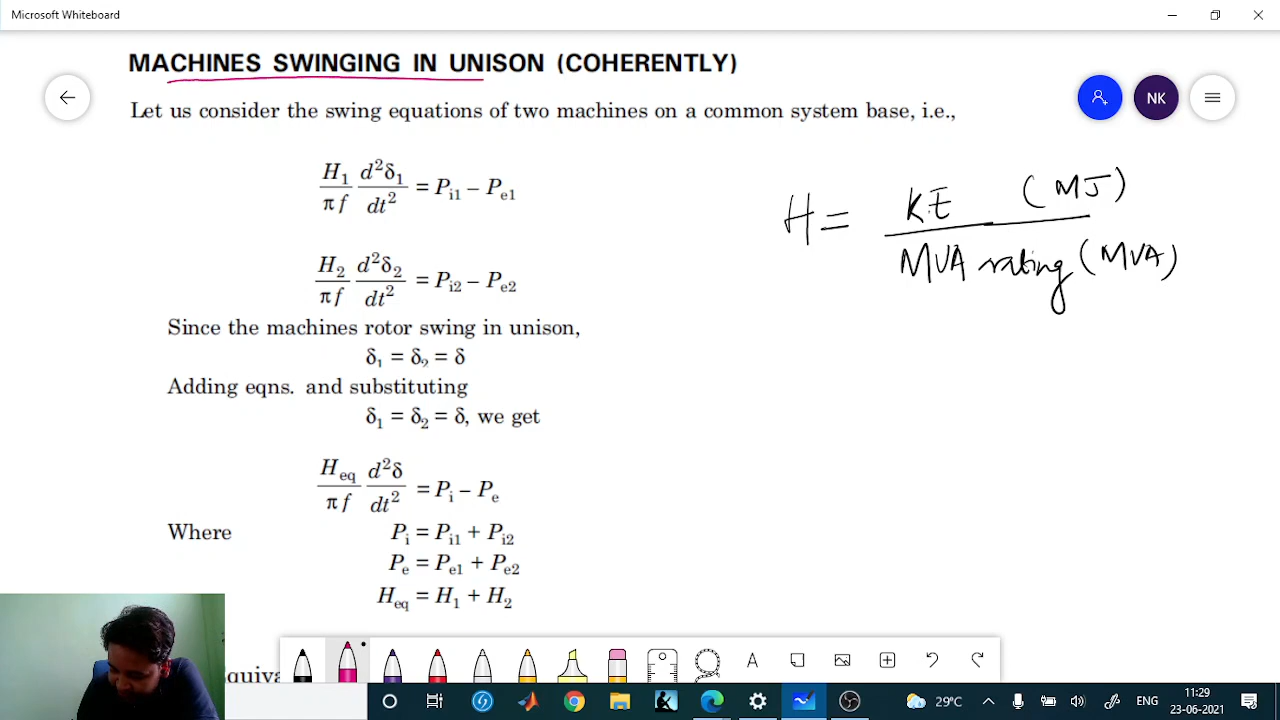 Microsoft Whiteboard
MACHINES SWINGING IN UNISON (COHERENTLY)
NK
Let us consider the swing equations of two machines on a common system base, i.e.,
H₁/πf d²δ₁/dt² = Pᵢ₁ – Pₑ₁
H = KE (MJ) / MVA rating (MVA)
H₂/πf d²δ₂/dt² = Pᵢ₂ – Pₑ₂
Since the machines rotor swing in unison,
δ₁ = δ₂ = δ
Adding eqns. and substituting
δ₁ = δ₂ = δ, we get
H_eq/πf d²δ/dt² = Pᵢ – Pₑ
Where Pᵢ = Pᵢ₁ + Pᵢ₂
Pₑ = Pₑ₁ + Pₑ₂
H_eq = H₁ + H₂
29°C ENG 11:29
23-06-2021